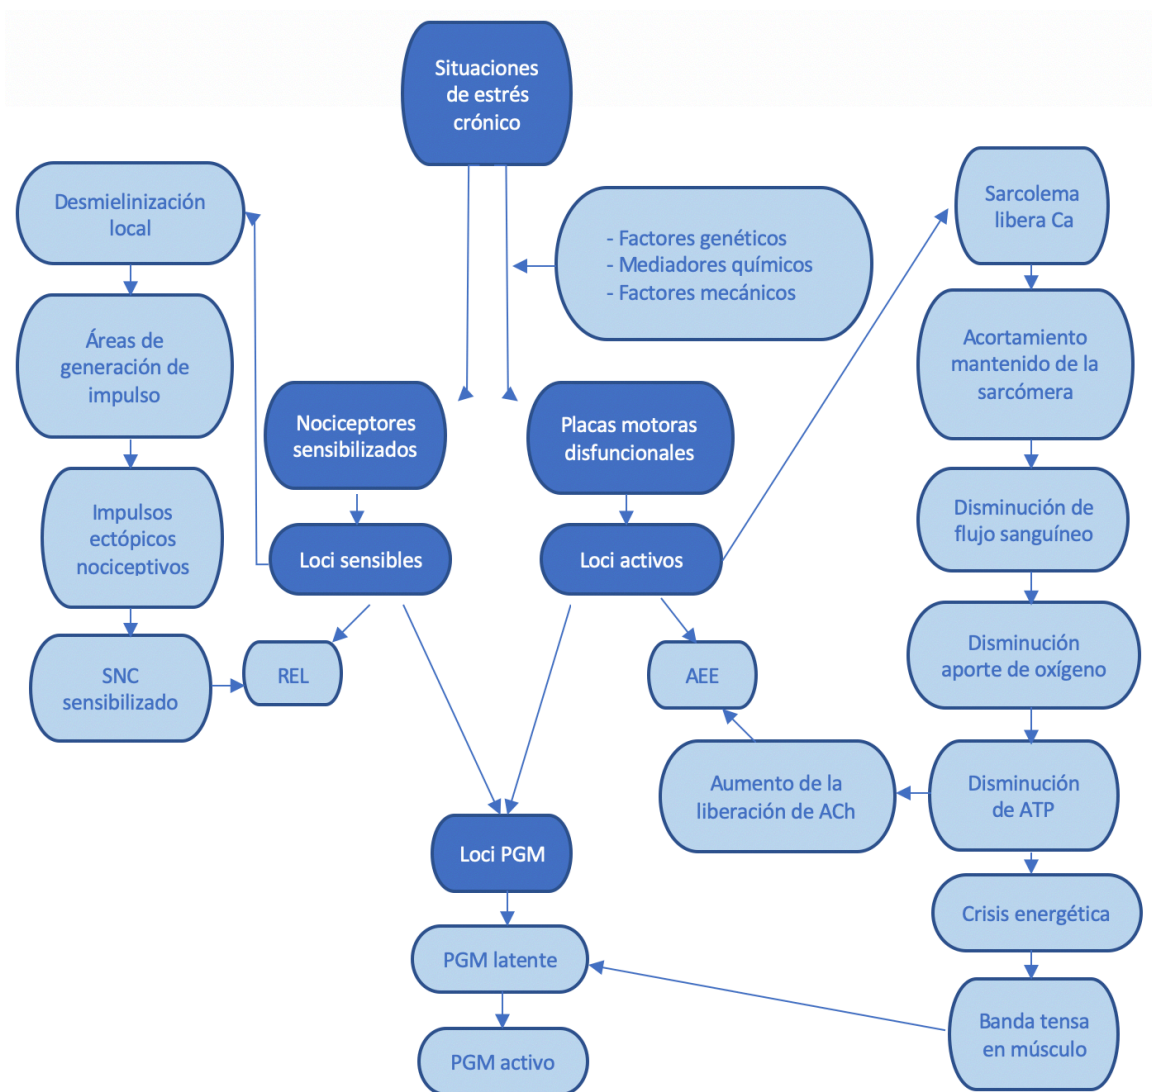 Situaciones
de estrés
crónico
Desmielinización
local
- Factores genéticos
- Mediadores químicos
- Factores mecánicos
Sarcolema
libera Ca
Áreas de
generación de
impulso
Acortamiento
mantenido de la
sarcómera
Nociceptores
sensibilizados
Placas motoras
disfuncionales
Impulsos
ectópicos
nociceptivos
Disminución de
flujo sanguíneo
Loci sensibles
Loci activos
SNC
sensibilizado
REL
AEE
Disminución
aporte de oxígeno
Aumento de la
liberación de ACh
Disminución
de ATP
Loci PGM
Crisis energética
PGM latente
Banda tensa
en músculo
PGM activo